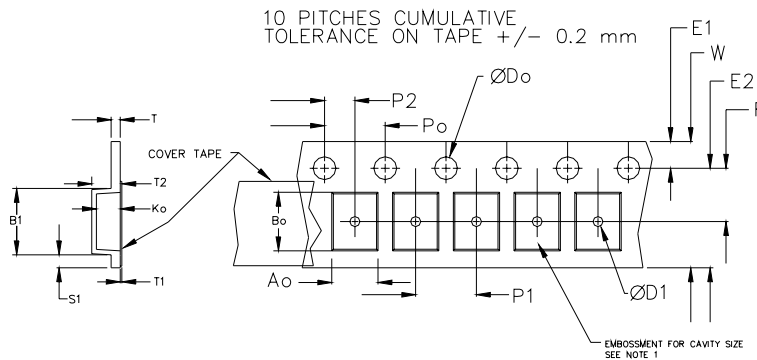 10 PITCHES CUMULATIVE
TOLERANCE ON TAPE +/- 0.2 mm
E1
W
E2
ØDo
P2
Po
T
COVER TAPE
T2
Ko
B1
Bo
T1
S1
Ao
P1
ØD1
EMBOSSMENT FOR CAVITY SIZE
SEE NOTE 1